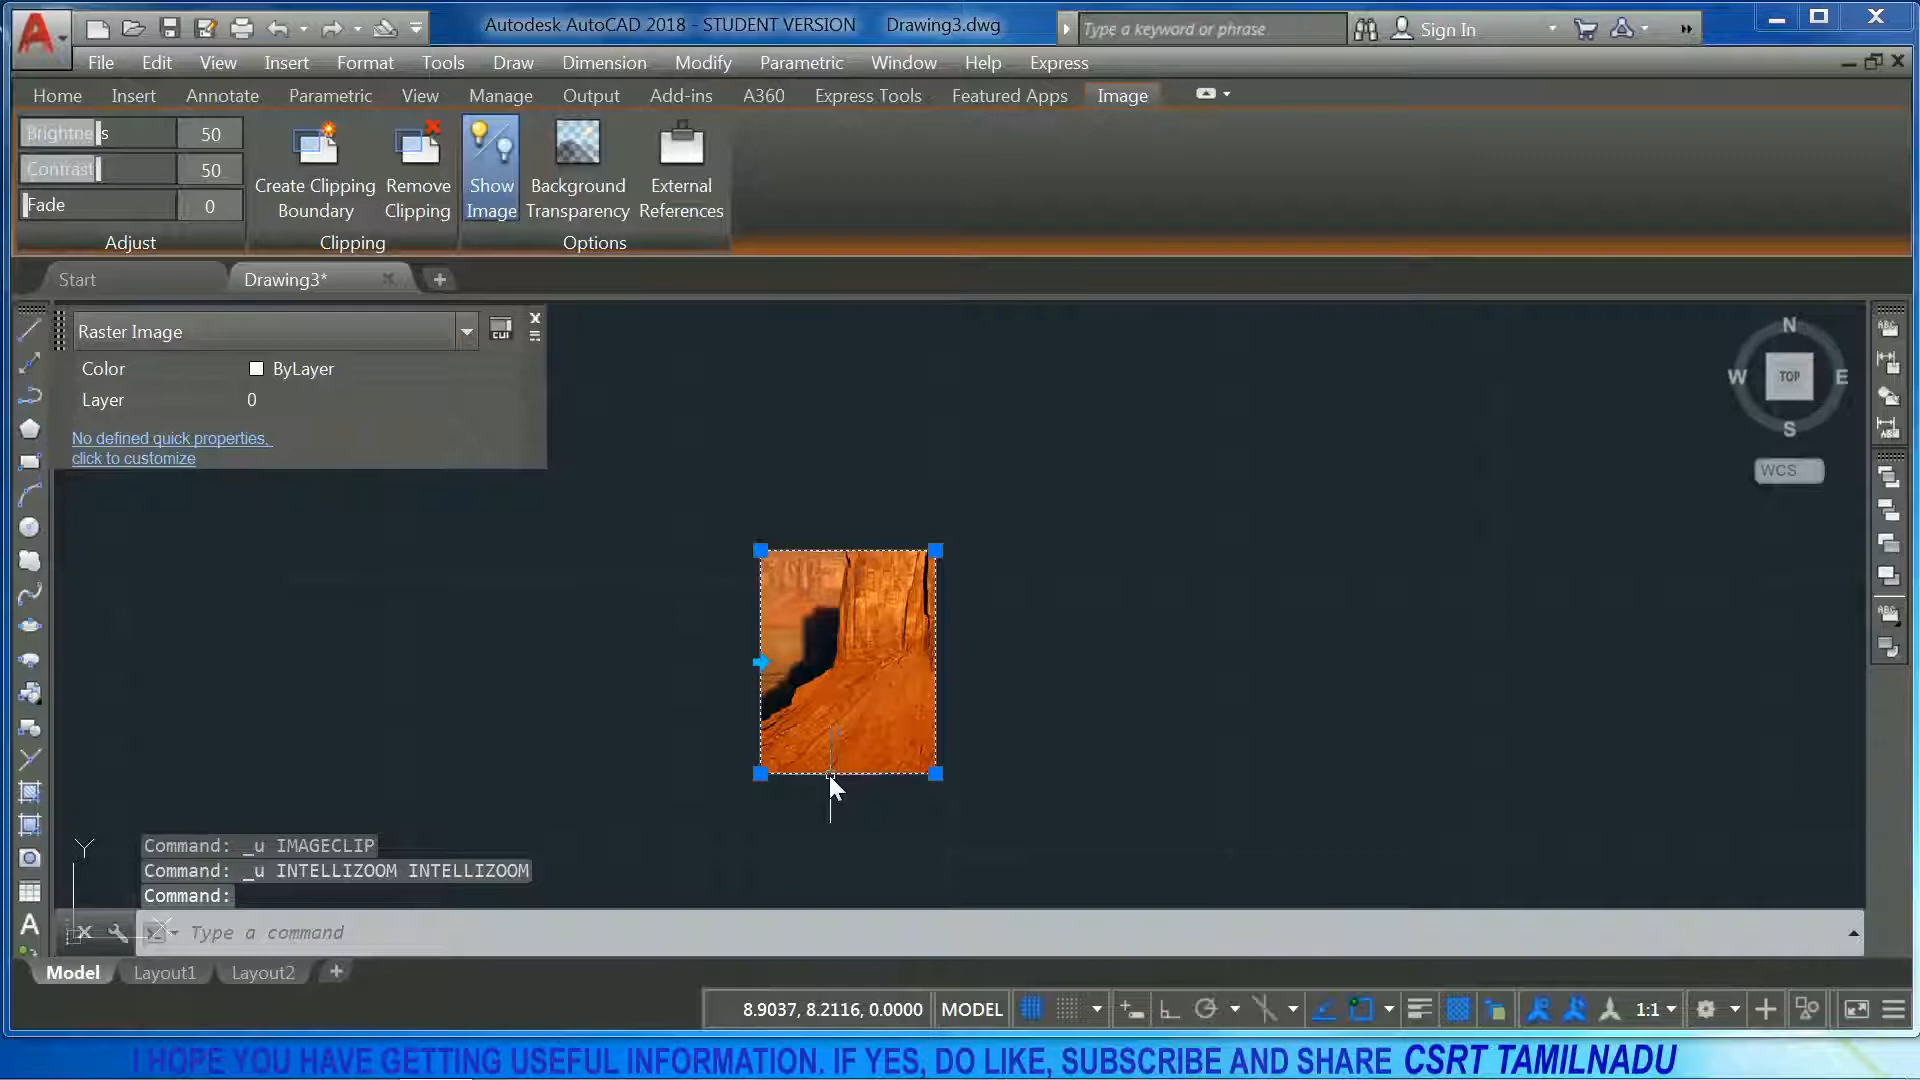 Autodesk AutoCAD 2018 - STUDENT VERSION Drawing3.dwg
Type a keyword or phrase
Sign In
File Edit View Insert Format Tools Draw Dimension Modify Parametric Window Help Express
Home Insert Annotate Parametric View Manage Output Add-ins A360 Express Tools Featured Apps Image
Brightness 50
Contrast 50
Fade 0
Create Clipping Boundary
Remove Clipping
Show Image
Background Transparency
External References
Adjust Clipping Options
Start Drawing3*
Raster Image
CUI
Color ByLayer
Layer 0
No defined quick properties,
click to customize
N
W TOP E
S
WCS
Y
Command: _u IMAGECLIP
Command: _u INTELLIZOOM INTELLIZOOM
Command:
Type a command
Model Layout1 Layout2
8.9037, 8.2116, 0.0000 MODEL 1:1
I HOPE YOU HAVE GETTING USEFUL INFORMATION. IF YES, DO LIKE, SUBSCRIBE AND SHARE CSRT TAMILNADU